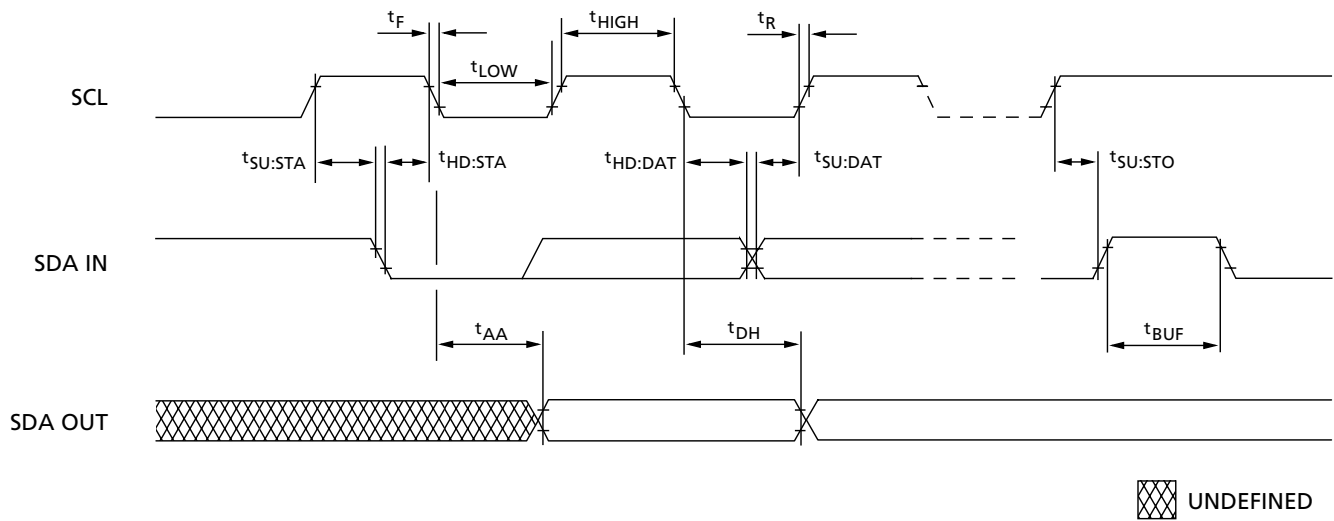 tF
tHIGH
tR
tLOW
SCL
tSU:STA
tHD:STA
tHD:DAT
tSU:DAT
tSU:STO
SDA IN
tAA
tDH
tBUF
SDA OUT
UNDEFINED